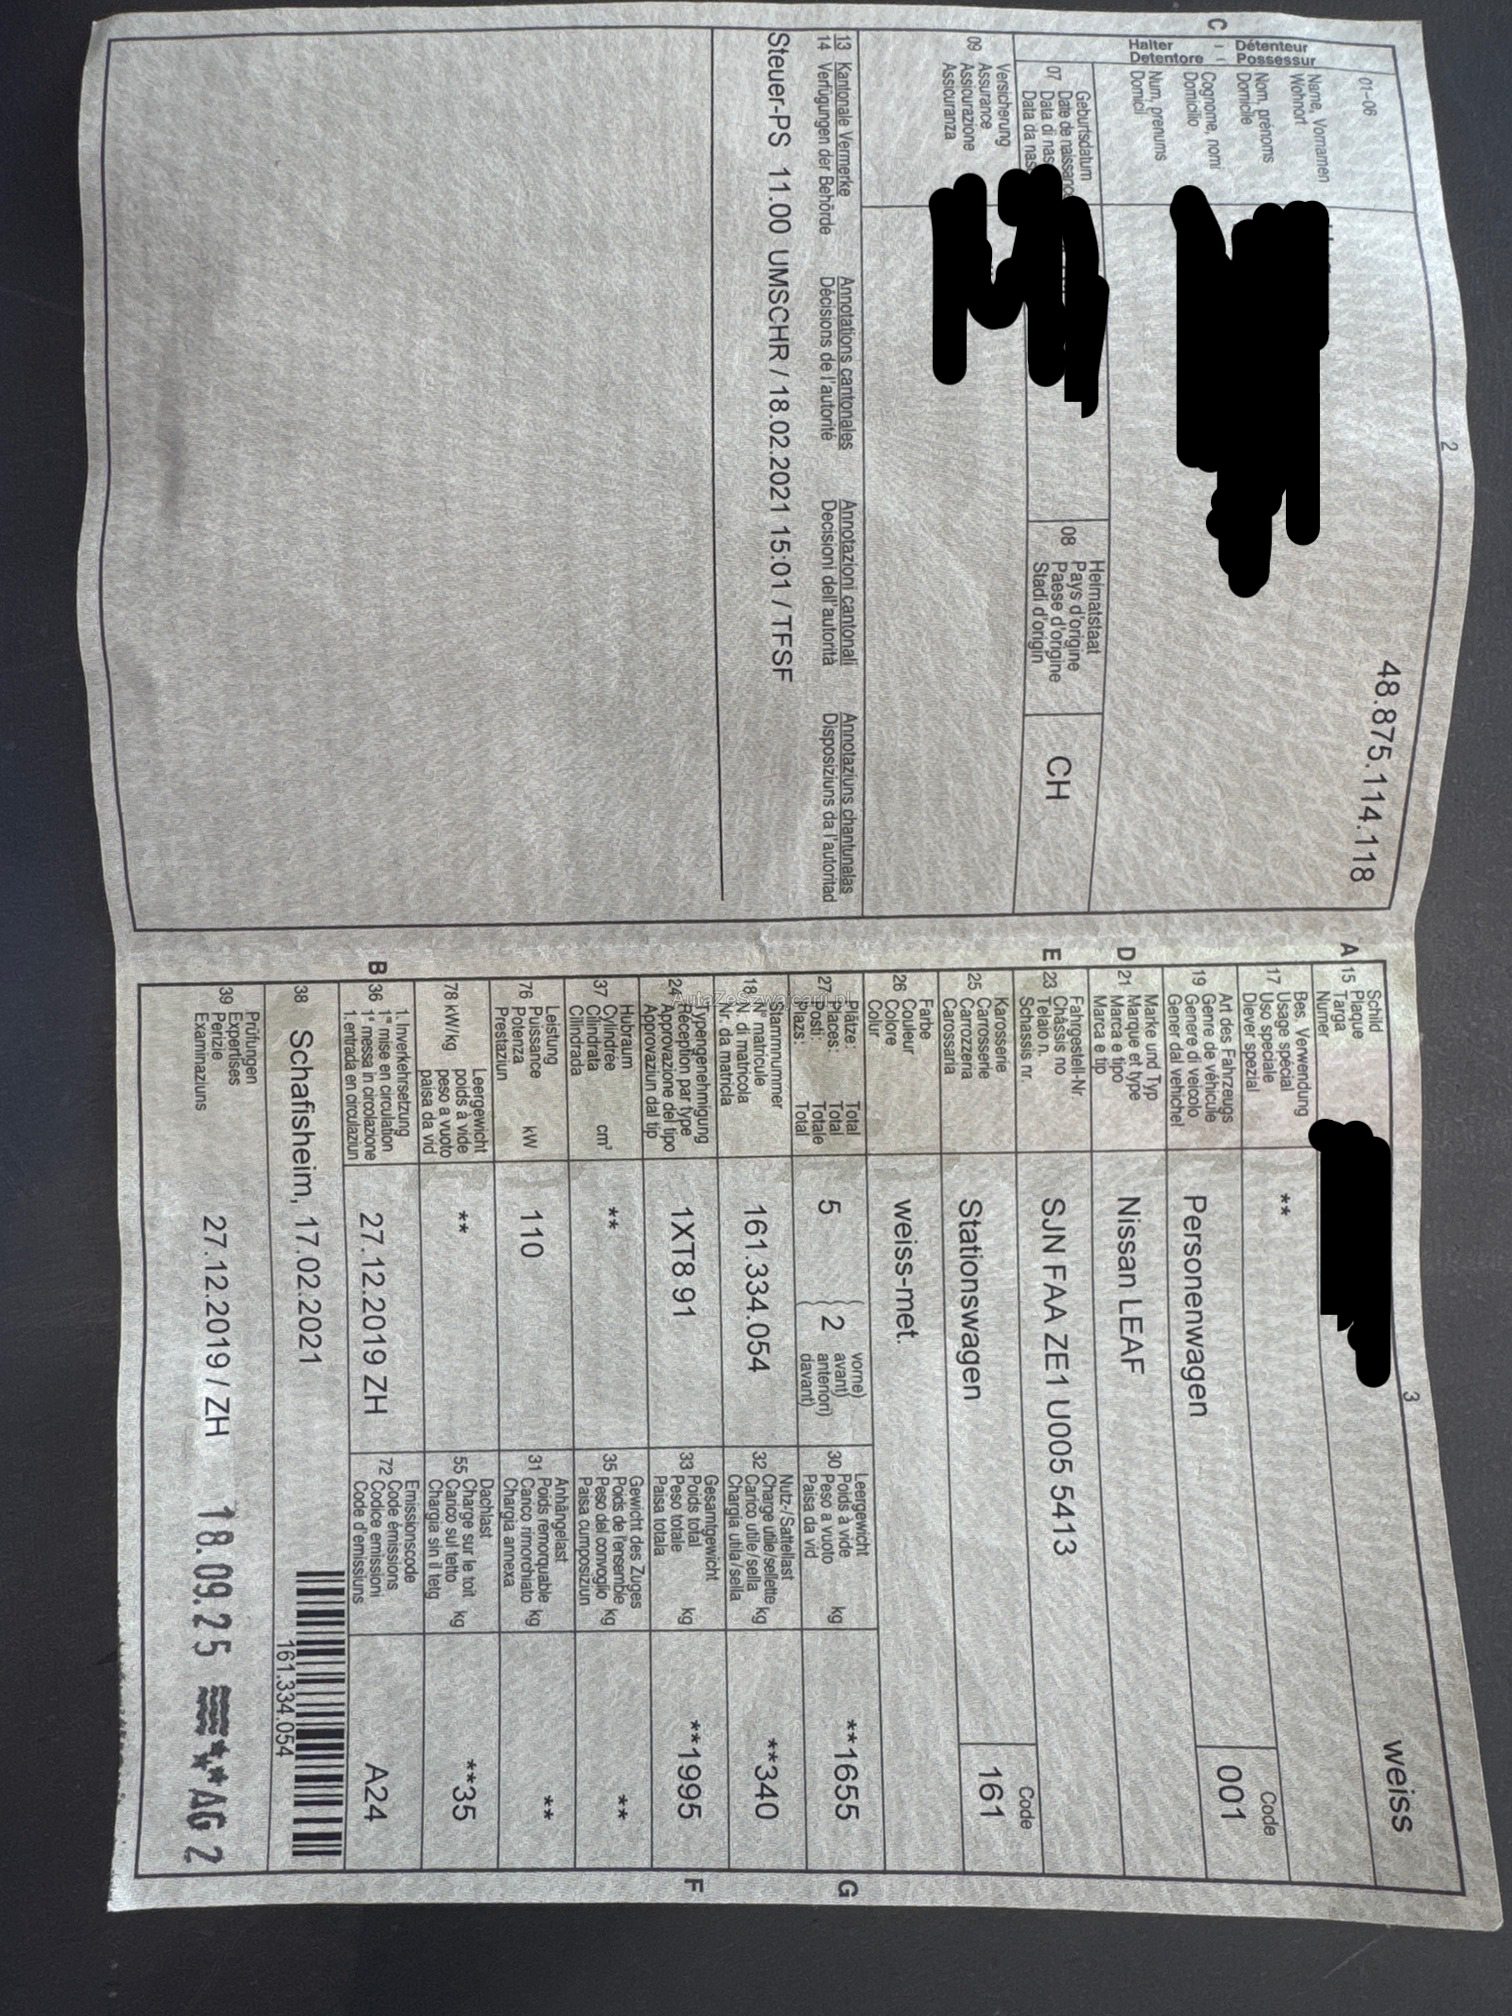 2
48.875.114.118
01-06
C
Halter - Détenteur
Detentore - Possessur
Name, Vornamen
Wohnort
Nom, prénoms
Domicile
Cognome, nomi
Domicilio
Num, prenums
Domicil
07
Geburtsdatum
Date de naissance
Data di nas
Data da nas
08
Heimatstaat
Pays d'origine
Paese d'origine
Stadi d'origin
CH
09
Versicherung
Assurance
Assicurazione
Assicuranza
13 Kantonale Vermerke Annotations cantonales Annotazioni cantonali Annotaziuns chantunalas
14 Verfügungen der Behörde Décisions de l'autorité Decisioni dell'autorità Disposiziuns da l'autoritad
Steuer-PS 11.00 UMSCHR / 18.02.2021 15:01 / TFSF
3
weiss
A 15
Schild
Plaque
Targa
Numer
17
Bes. Verwendung
Usage spécial
Uso speciale
Diever spezial
**
19
Art des Fahrzeugs
Genre de véhicule
Genere di veicolo
Gener dal vehichel
Personenwagen
Code
001
D 21
Marke und Typ
Marque et type
Marca e tipo
Marca e tip
Nissan LEAF
E 23
Fahrgestell-Nr.
Châssis no
Telaio n.
Schassis nr.
SJN FAA ZE1 U005 5413
25
Karosserie
Carrosserie
Carrozzeria
Carossaria
Stationswagen
Code
161
26
Farbe
Couleur
Colore
Colur
weiss-met.
27
Plätze: Total
Places: Total
Posti: Totale
Plazs: Total
5
2
vorne)
avant)
anteriori)
davant)
30
Leergewicht
Poids à vide
Peso a vuoto
Paisa da vid
kg
**1655
G
18
Stammnummer
N° matricule
N. di matricola
Nr. da matricla
161.334.054
32
Nutz-/Sattellast
Charge utile/sellette
Carico utile/sella
Chargia utila/sella
kg
**340
24
Typengenehmigung
Réception par type
Approvazione del tipo
Approvaziun dal tip
1XT8 91
33
Gesamtgewicht
Poids total
Peso totale
Paisa totala
kg
**1995
F
37
Hubraum
Cylindrée
Cilindrata
Cilindrada
cm³
**
35
Gewicht des Zuges
Poids de l'ensemble
Peso del convoglio
Paisa cumposiziun
kg
**
76
Leistung
Puissance
Potenza
Prestaziun
kW
110
31
Anhängelast
Poids remorquable
Carico rimorchiato
Chargia annexa
kg
**
78 kW/kg
Leergewicht
poids à vide
peso a vuoto
paisa da vid
**
55
Dachlast
Charge sur le toit
Carico sul tetto
Chargia sin il tetg
kg
**35
B 36
1. Inverkehrsetzung
1re mise en circulation
1a messa in circolazione
1. entrada en circulaziun
27.12.2019 ZH
72
Emissionscode
Code émissions
Codice emissioni
Code d'emissiuns
A24
38
Schafisheim, 17.02.2021
161.334.054
39
Prüfungen
Expertises
Perizie
Examinaziuns
27.12.2019 / ZH 18.09.25 **AG 2
AutaZeSzwajcarii.pl